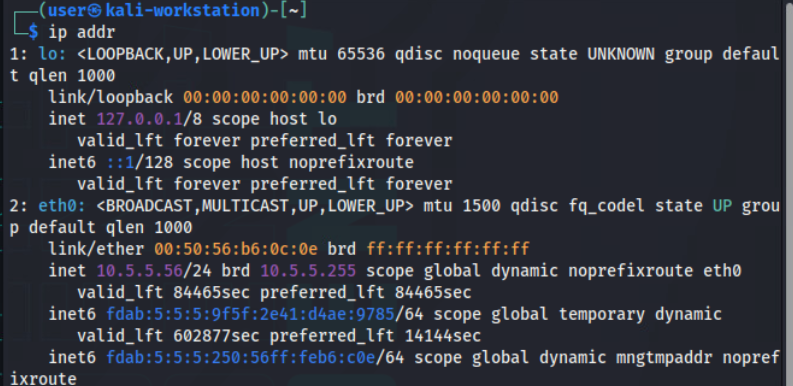 ┌──(user㉿kali-workstation)-[~]
└─$ ip addr
1: lo: <LOOPBACK,UP,LOWER_UP> mtu 65536 qdisc noqueue state UNKNOWN group defaul
t qlen 1000
    link/loopback 00:00:00:00:00:00 brd 00:00:00:00:00:00
    inet 127.0.0.1/8 scope host lo
       valid_lft forever preferred_lft forever
    inet6 ::1/128 scope host noprefixroute
       valid_lft forever preferred_lft forever
2: eth0: <BROADCAST,MULTICAST,UP,LOWER_UP> mtu 1500 qdisc fq_codel state UP grou
p default qlen 1000
    link/ether 00:50:56:b6:0c:0e brd ff:ff:ff:ff:ff:ff
    inet 10.5.5.56/24 brd 10.5.5.255 scope global dynamic noprefixroute eth0
       valid_lft 84465sec preferred_lft 84465sec
    inet6 fdab:5:5:5:9f5f:2e41:d4ae:9785/64 scope global temporary dynamic
       valid_lft 602877sec preferred_lft 14144sec
    inet6 fdab:5:5:5:250:56ff:feb6:c0e/64 scope global dynamic mngtmpaddr nopref
ixroute